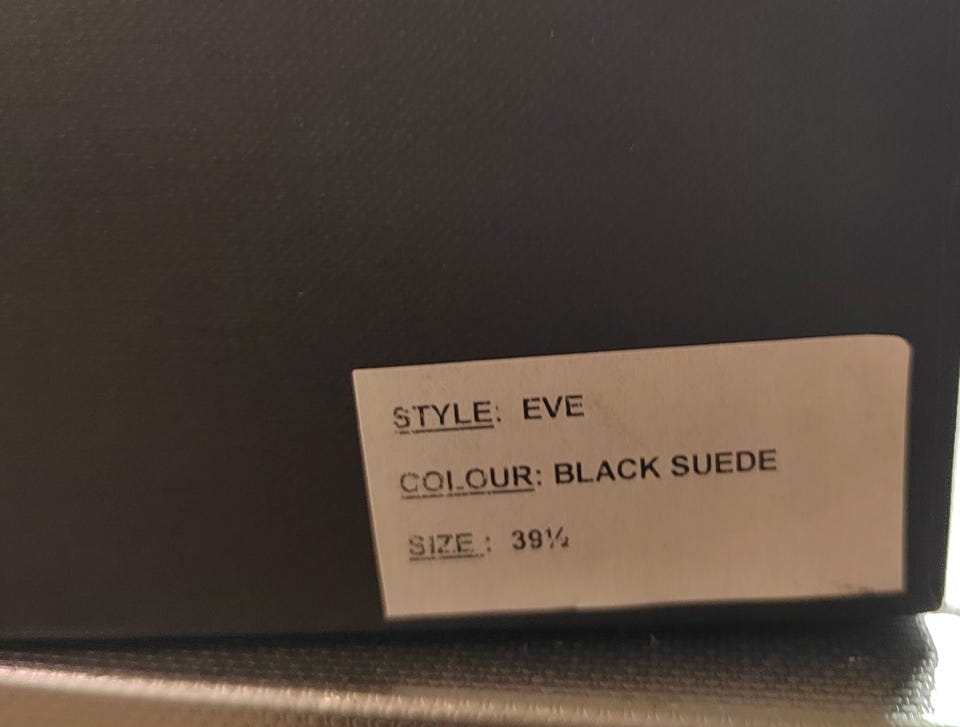 STYLE: EVE
COLOUR: BLACK SUEDE
SIZE : 39½